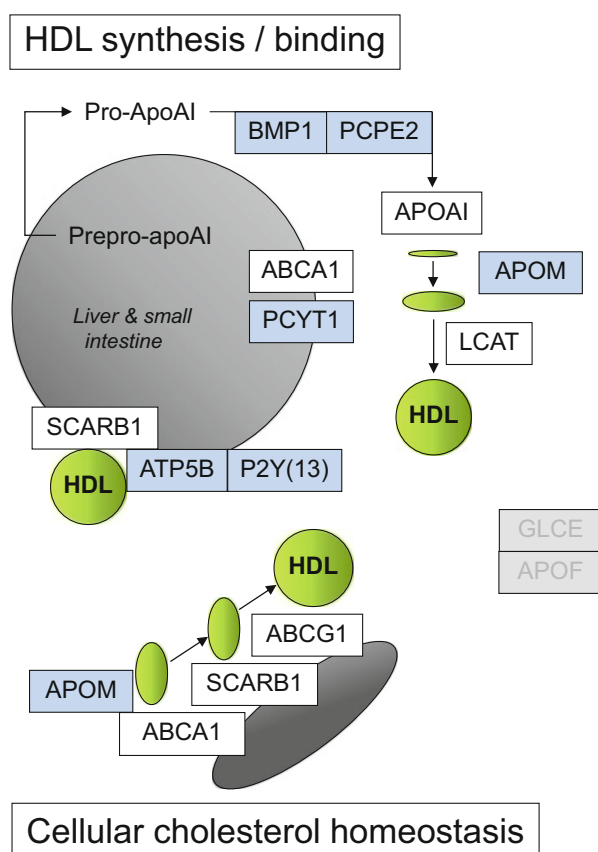 HDL synthesis / binding
Pro-ApoAI
BMP1 PCPE2
Prepro-apoAI
APOAI
ABCA1
APOM
PCYT1
Liver & small
intestine
LCAT
HDL
SCARB1
HDL
ATP5B P2Y(13)
GLCE
APOF
HDL
ABCG1
SCARB1
APOM
ABCA1
Cellular cholesterol homeostasis